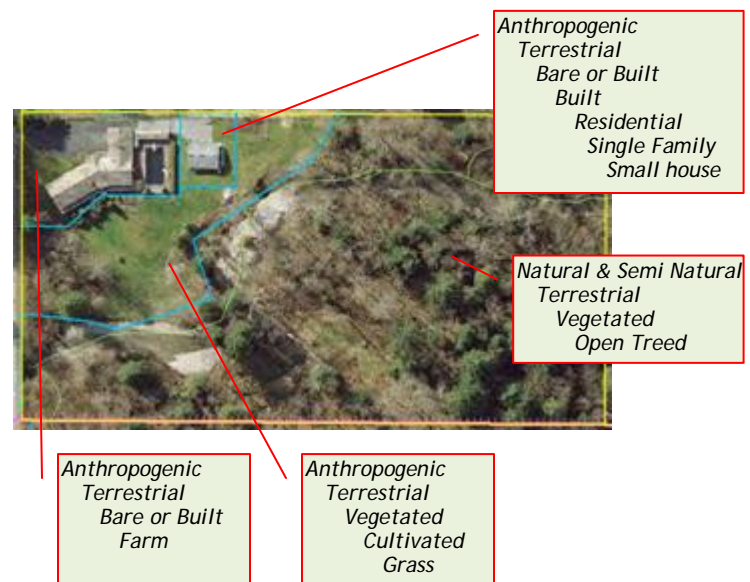 Anthropogenic
Terrestrial
Bare or Built
Built
Residential
Single Family
Small house
Natural & Semi Natural
Terrestrial
Vegetated
Open Treed
Anthropogenic
Terrestrial
Bare or Built
Farm
Anthropogenic
Terrestrial
Vegetated
Cultivated
Grass